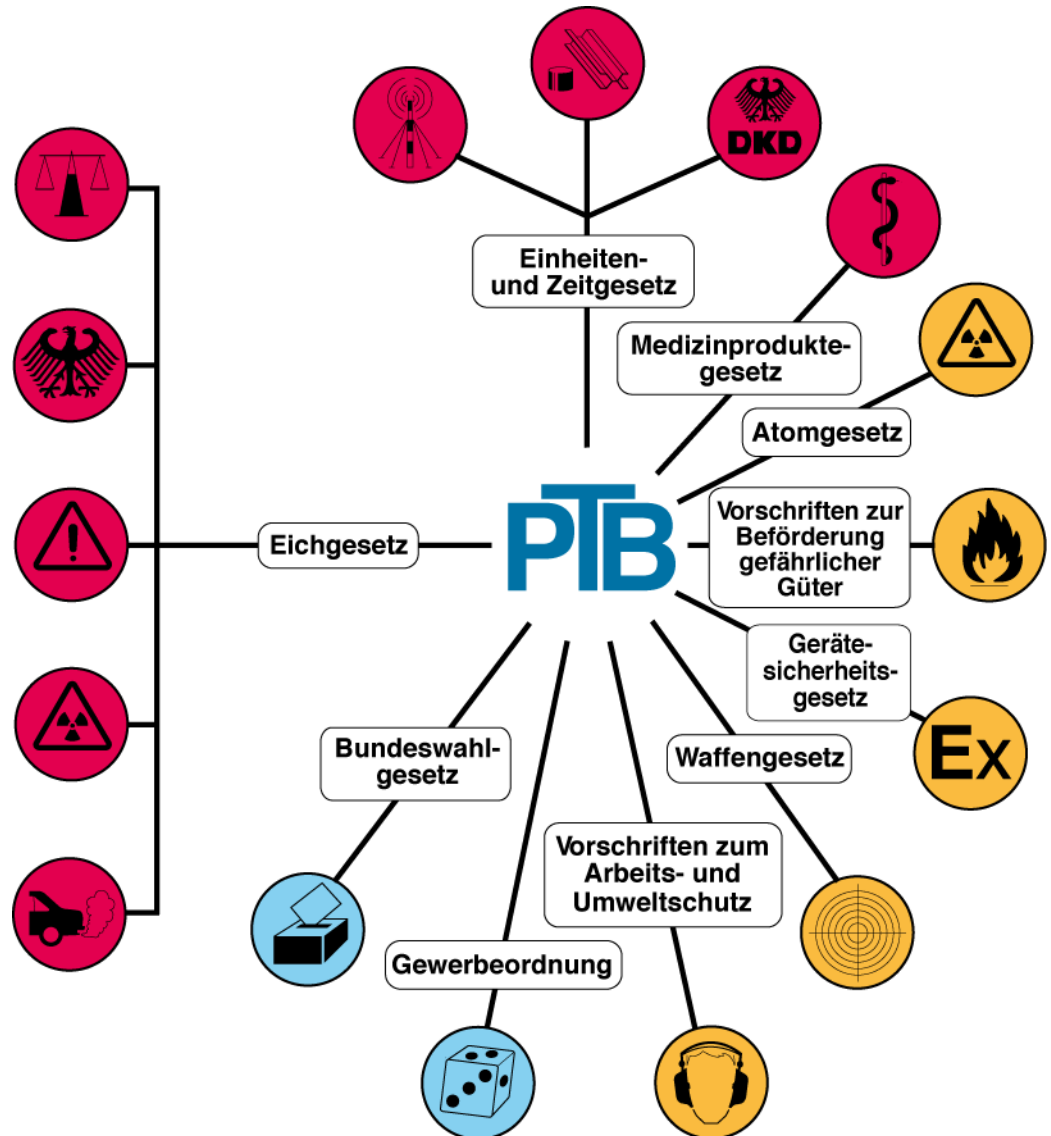 DKD
Einheiten-
und Zeitgesetz
Medizinprodukte-
gesetz
Atomgesetz
PTB
Vorschriften zur
Beförderung
gefährlicher
Güter
Eichgesetz
Geräte-
sicherheits-
gesetz
Ex
Bundeswahl-
gesetz
Waffengesetz
Vorschriften zum
Arbeits- und
Umweltschutz
Gewerbeordnung